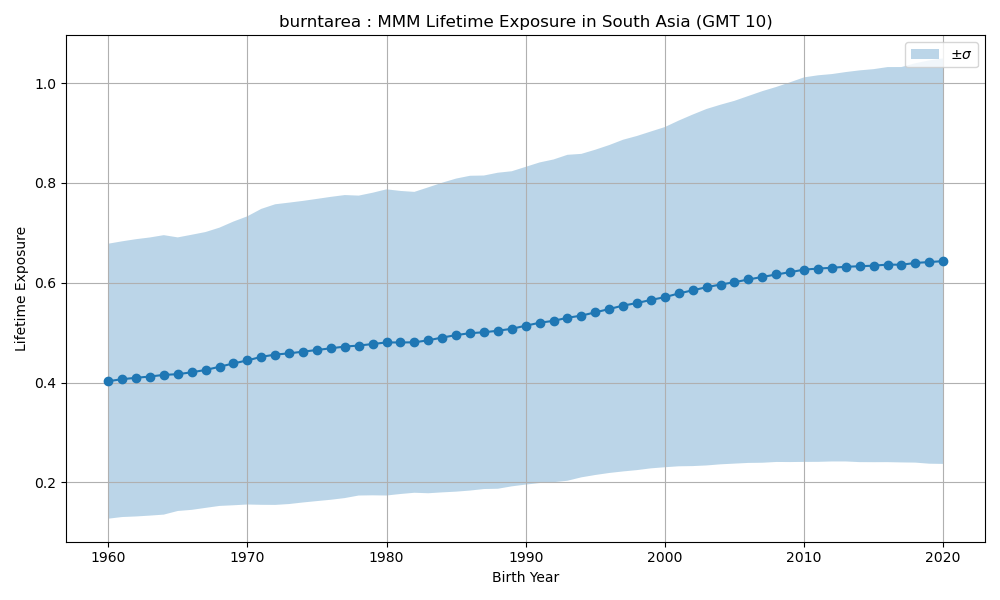 burntarea : MMM Lifetime Exposure in South Asia (GMT 10)
±σ
1.0
0.8
0.6
0.4
0.2
Lifetime Exposure
1960 1970 1980 1990 2000 2010 2020
Birth Year